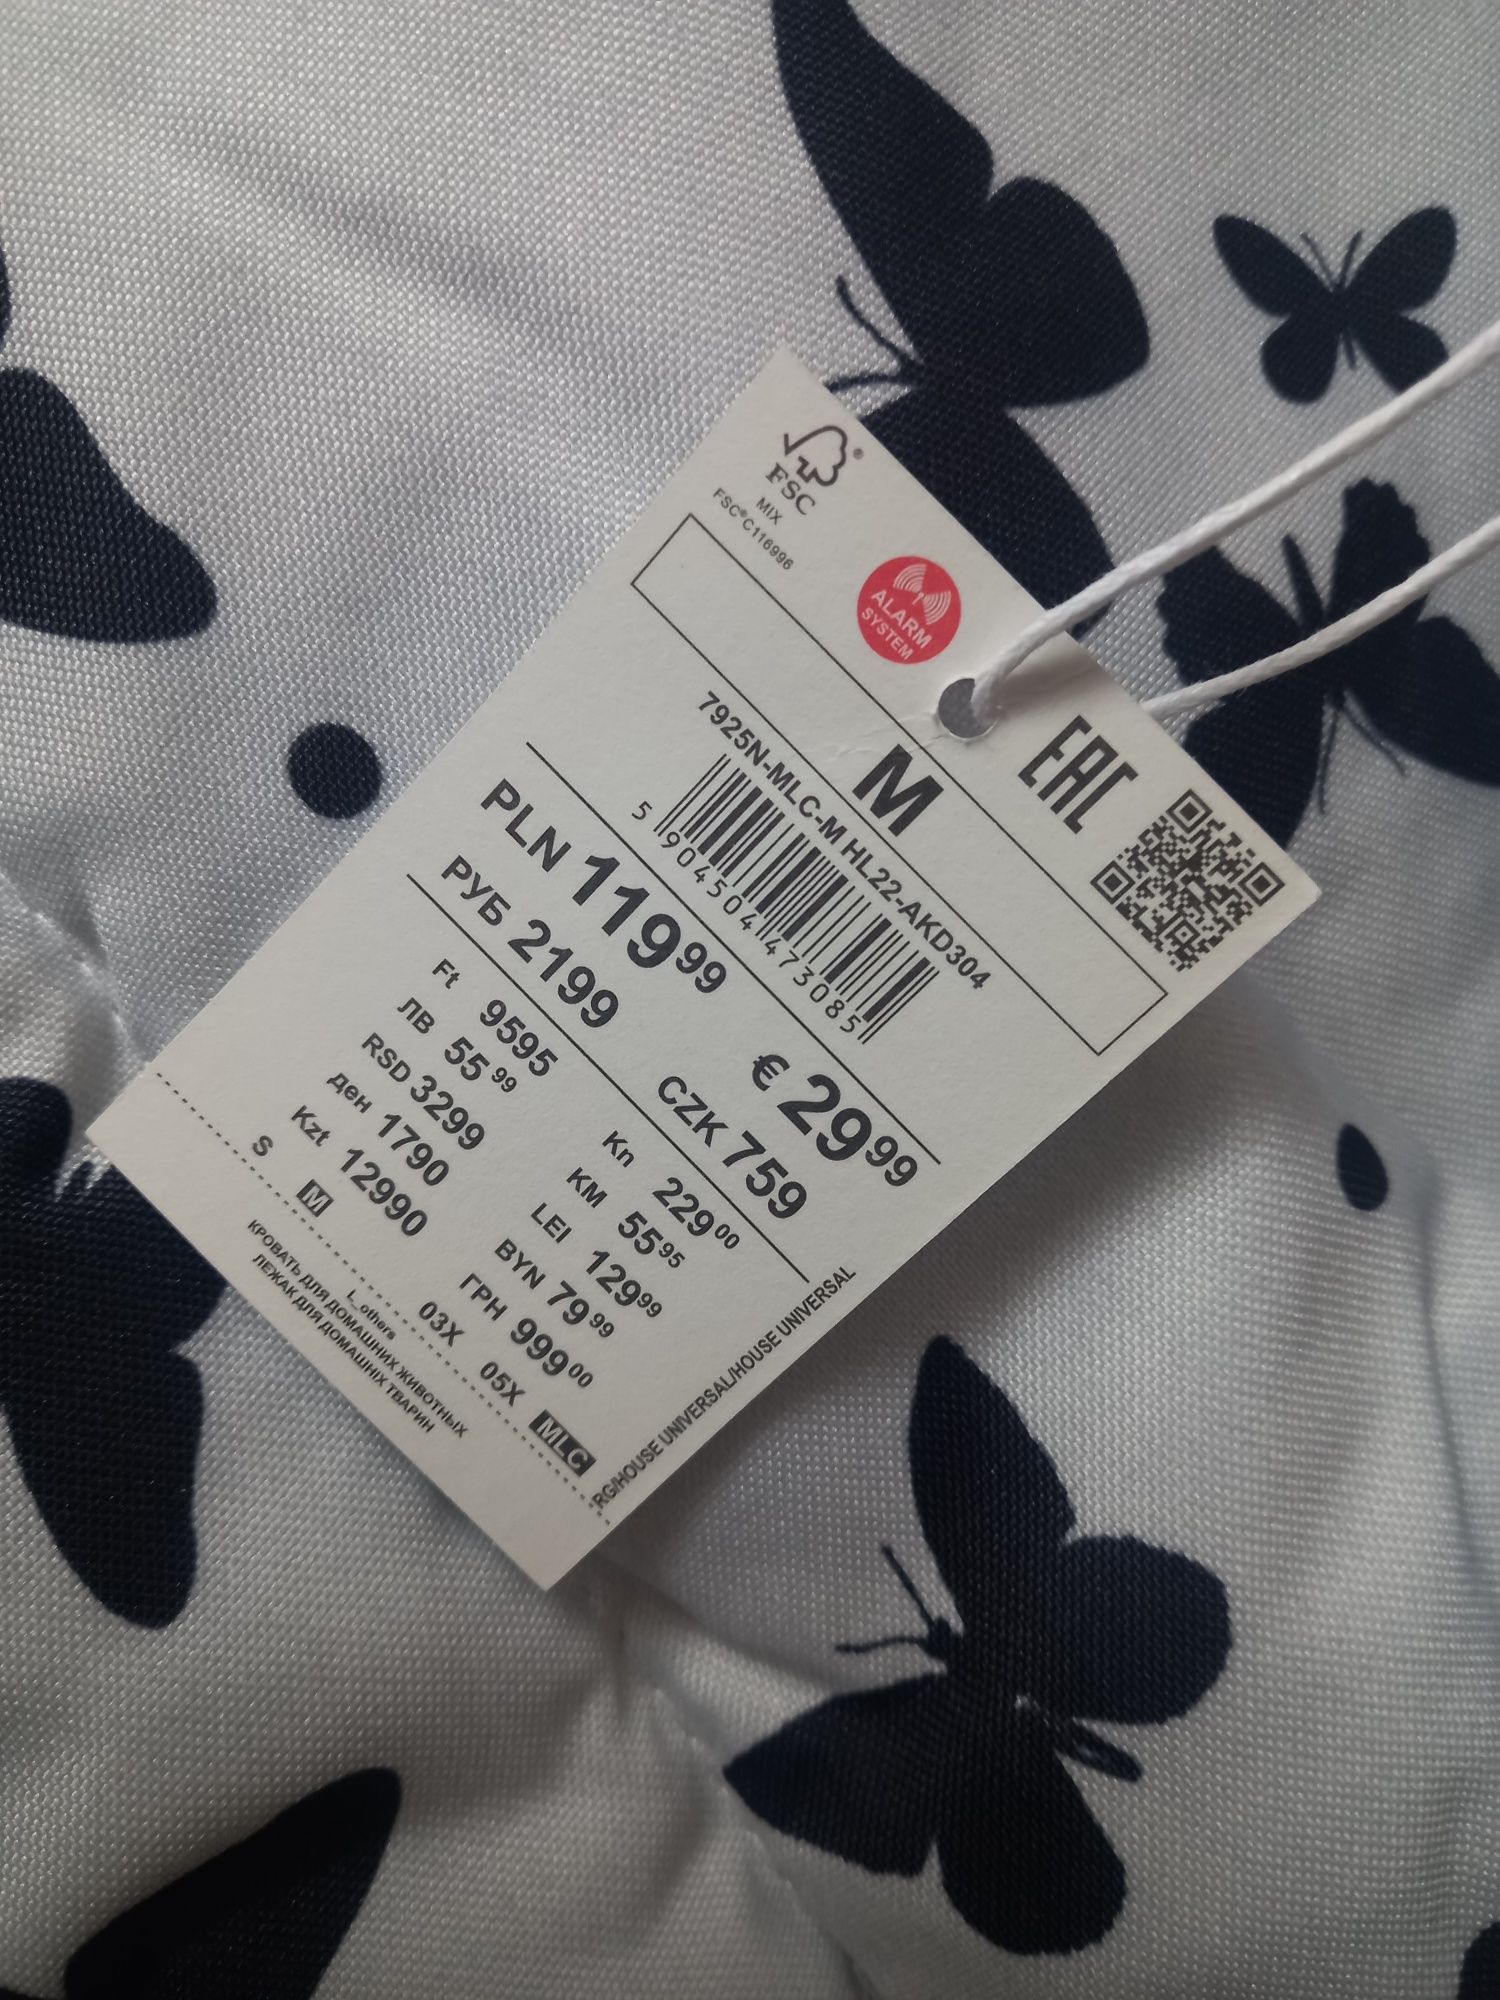 FSC
MIX
FSC® C116996
ALARM
SYSTEM
EAC
M
7925N-MLC-M HL22-AKD304
5 904504 473085
PLN 119 99
€ 29 99
РУБ 2199
CZK 759
Ft 9595
Kn 229 00
ЛВ 55 99
KM 55 95
RSD 3299
LEI 129 99
ден 1790
BYN 79 99
Kzt 12990
ГРН 999 00
S M 03X 05X MLC
L_others
КРОВАТЬ ДЛЯ ДОМАШНИХ ЖИВОТНЫХ
ЛЕЖАК ДЛЯ ДОМАШНІХ ТВАРИН
RG/HOUSE UNIVERSAL/HOUSE UNIVERSAL